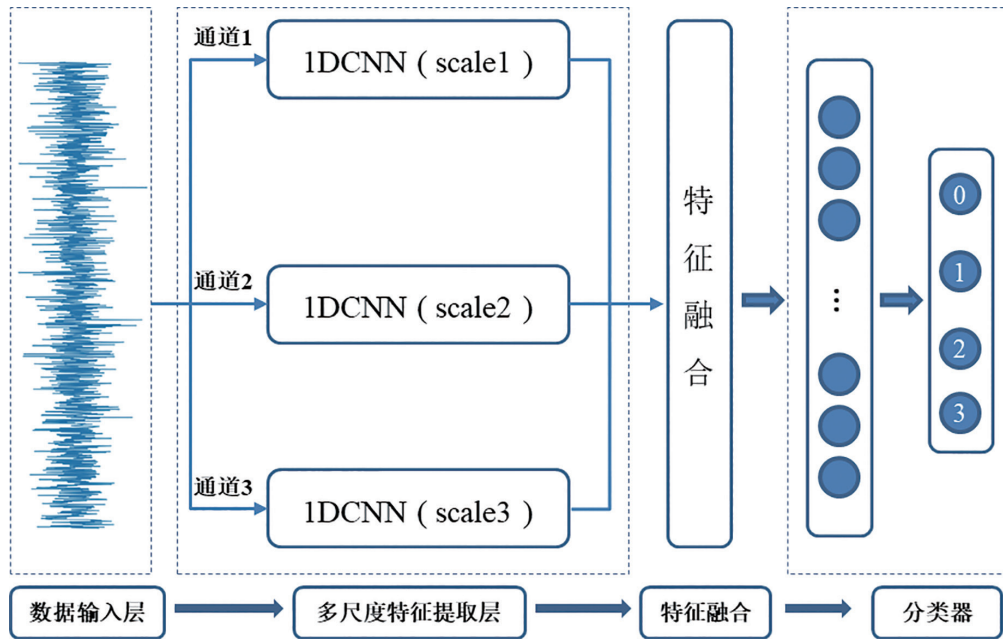 通道1
1DCNN ( scale1 )
通道2
1DCNN ( scale2 )
通道3
1DCNN ( scale3 )
特征融合
...
0
1
2
3
数据输入层
多尺度特征提取层
特征融合
分类器